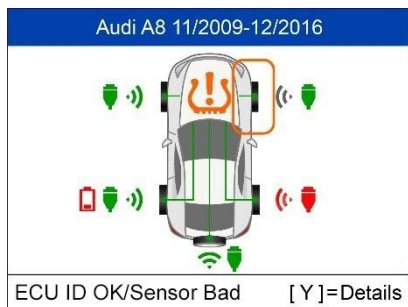 Audi A8 11/2009-12/2016
ECU ID OK/Sensor Bad [ Y ]=Details